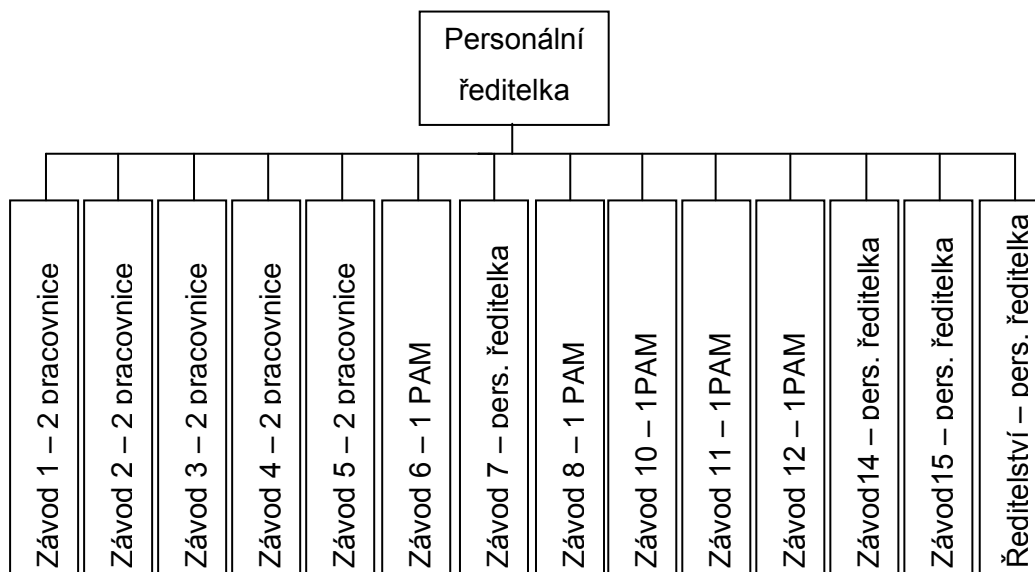 Personální
ředitelka
Závod 1 – 2 pracovnice
Závod 2 – 2 pracovnice
Závod 3 – 2 pracovnice
Závod 4 – 2 pracovnice
Závod 5 – 2 pracovnice
Závod 6 – 1 PAM
Závod 7 – pers. ředitelka
Závod 8 – 1 PAM
Závod 10 – 1PAM
Závod 11 – 1PAM
Závod 12 – 1PAM
Závod14 – pers. ředitelka
Závod15 – pers. ředitelka
Ředitelství – pers. ředitelka